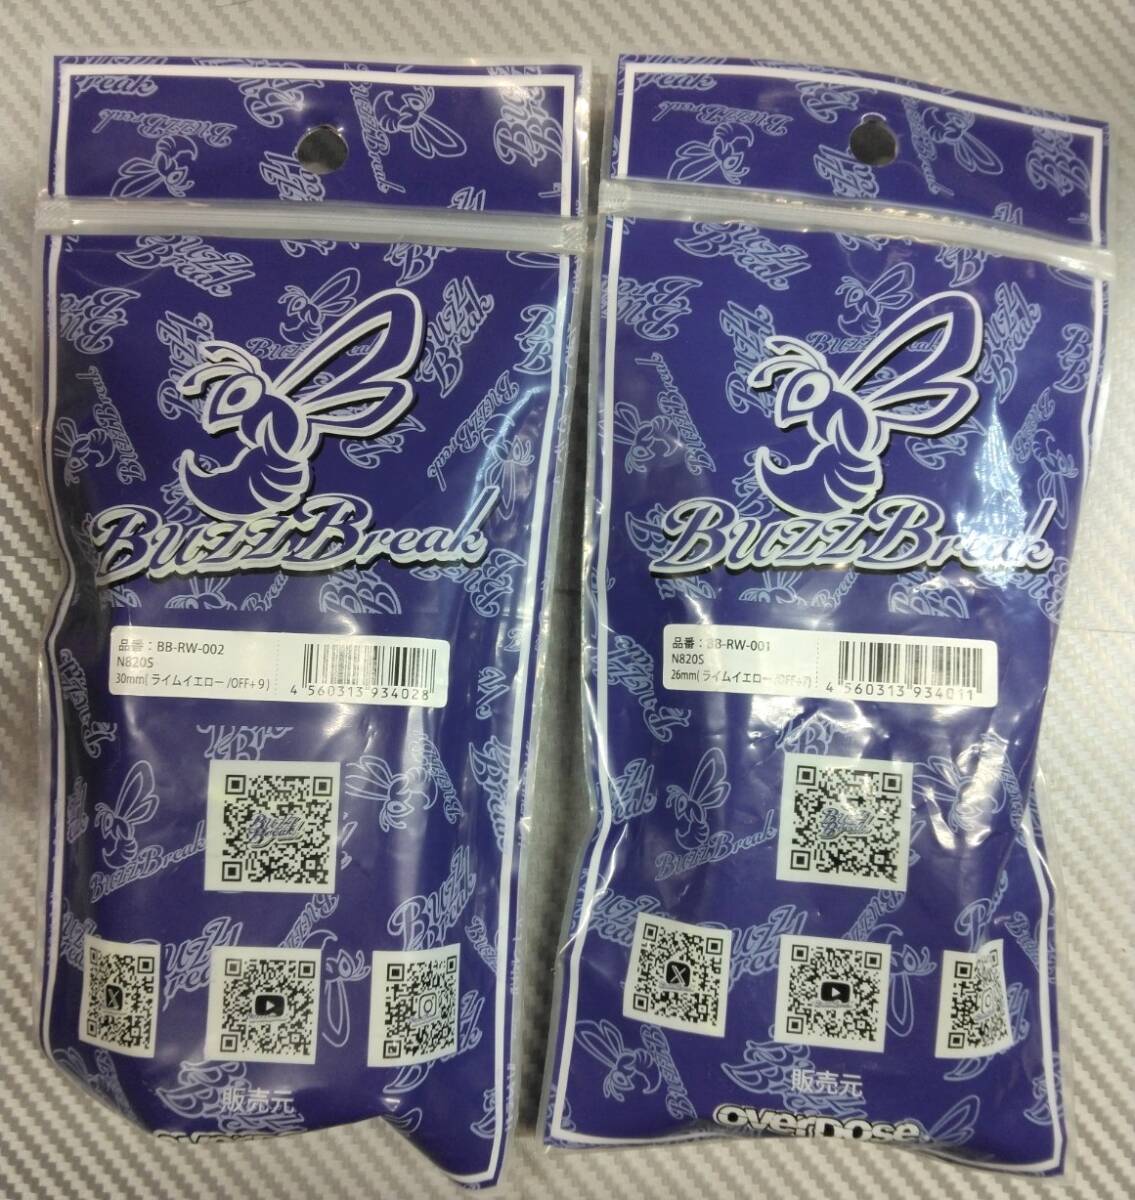 BuzzBreak
品番：BB-RW-002
N820S
30mm(ライムイエロー/OFF+9)
4 560313 934028
販売元
OVERDOSE
BuzzBreak
品番：BB-RW-001
N820S
26mm(ライムイエロー/OFF+7)
4 560313 934011
販売元
OVERDOSE